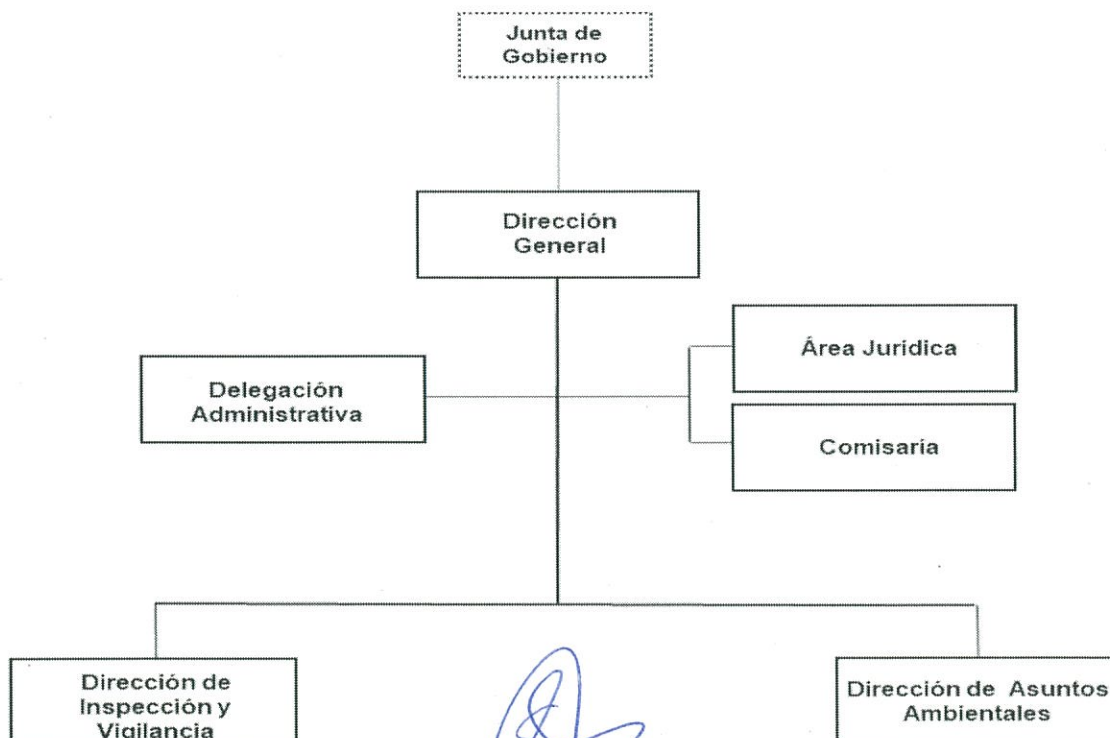 Junta de
Gobierno
Dirección
General
Área Juridica
Delegación
Administrativa
Comisaria
Dirección de
Inspección y
Vigilancia
Dirección de Asuntos
Ambientales